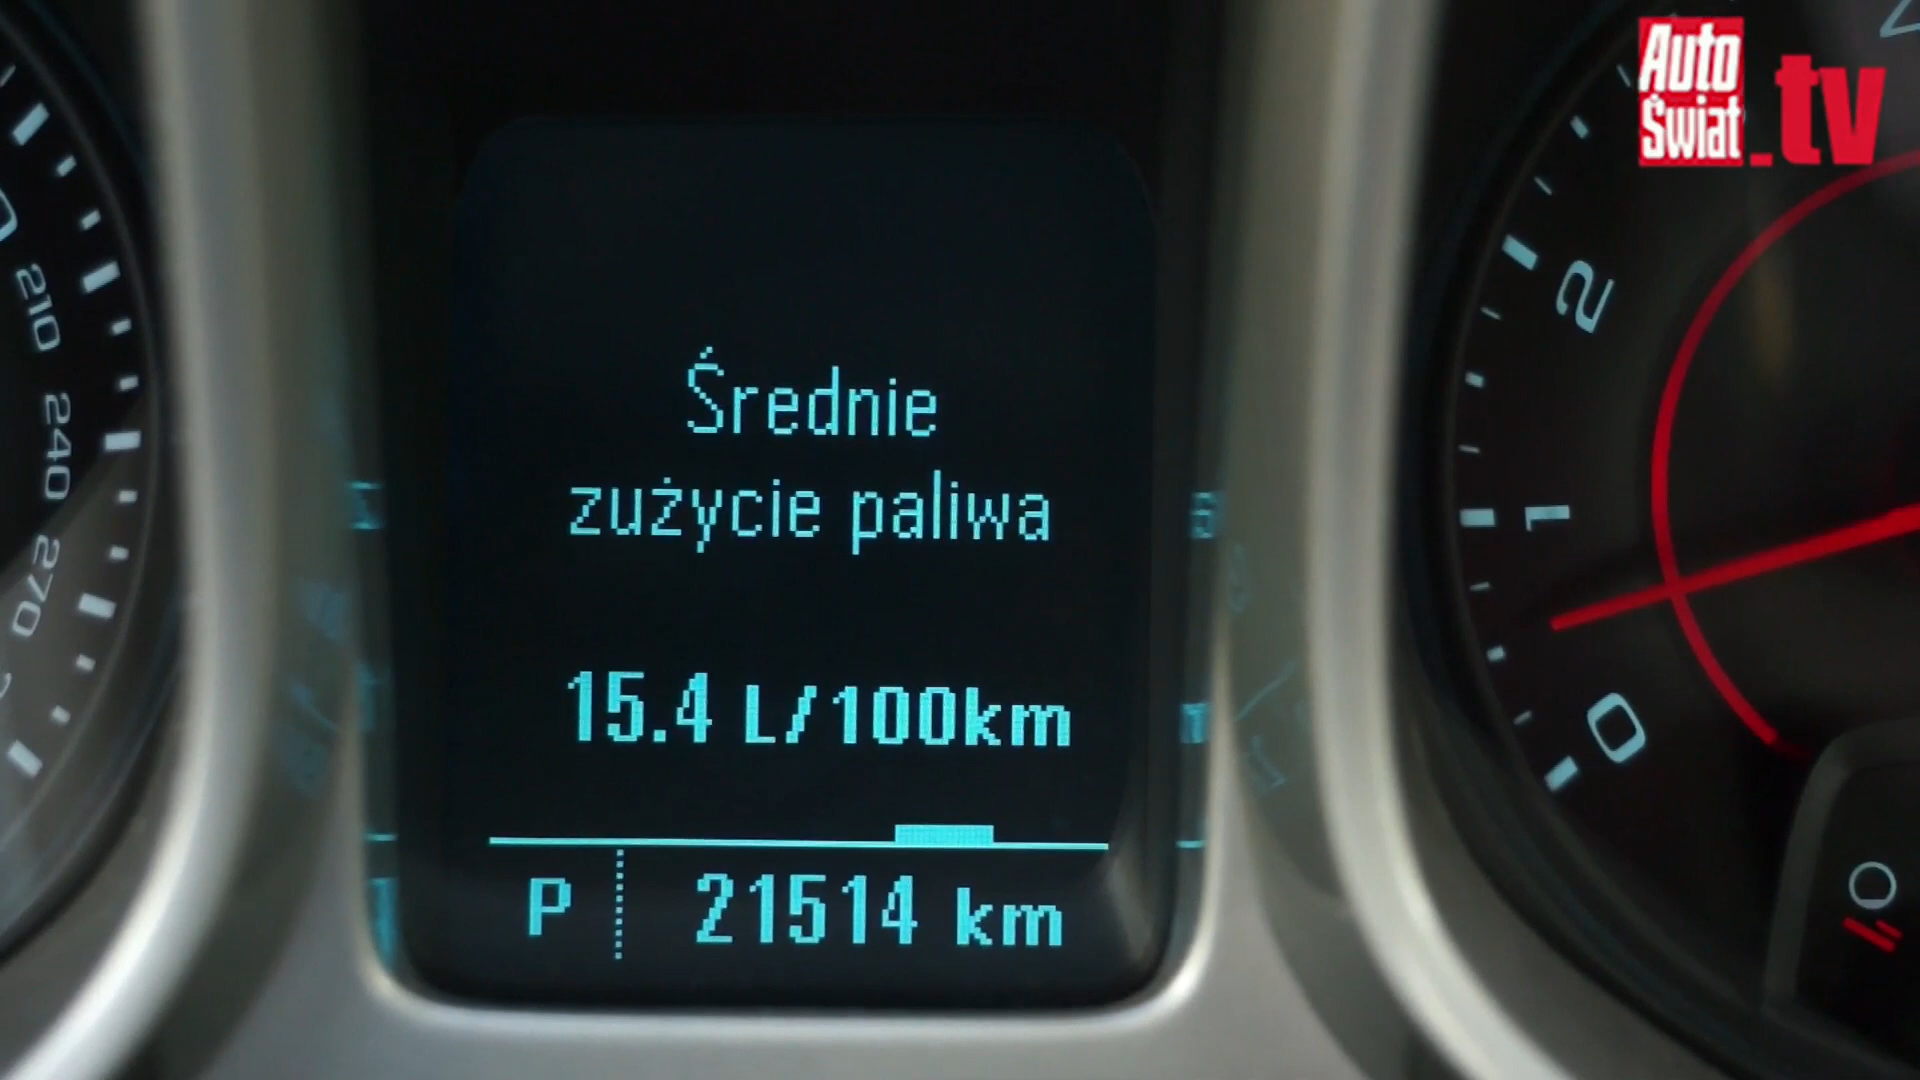 Auto
Świat.tv
210
240
270
Średnie
zużycie paliwa
15.4 L/100km
P 21514 km
2
1
0